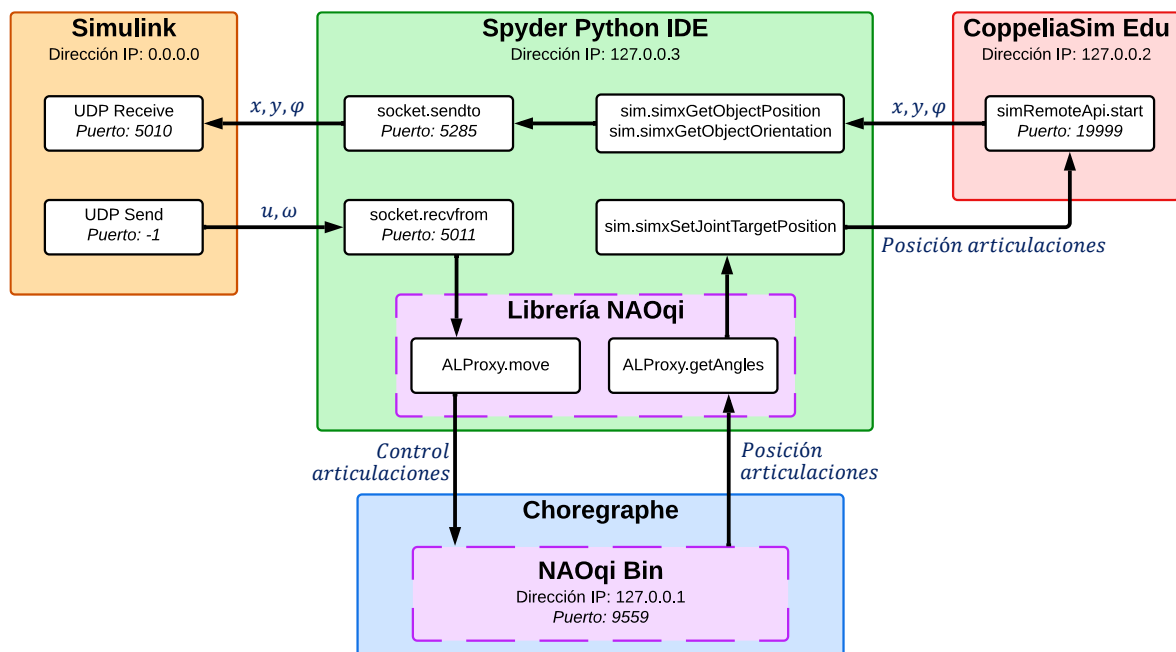 Simulink
Dirección IP: 0.0.0.0
UDP Receive
Puerto: 5010
UDP Send
Puerto: -1
x, y, φ
u, ω
Spyder Python IDE
Dirección IP: 127.0.0.3
socket.sendto
Puerto: 5285
sim.simxGetObjectPosition
sim.simxGetObjectOrientation
socket.recvfrom
Puerto: 5011
sim.simxSetJointTargetPosition
Librería NAOqi
ALProxy.move
ALProxy.getAngles
x, y, φ
Posición articulaciones
CoppeliaSim Edu
Dirección IP: 127.0.0.2
simRemoteApi.start
Puerto: 19999
Control
articulaciones
Posición
articulaciones
Choregraphe
NAOqi Bin
Dirección IP: 127.0.0.1
Puerto: 9559